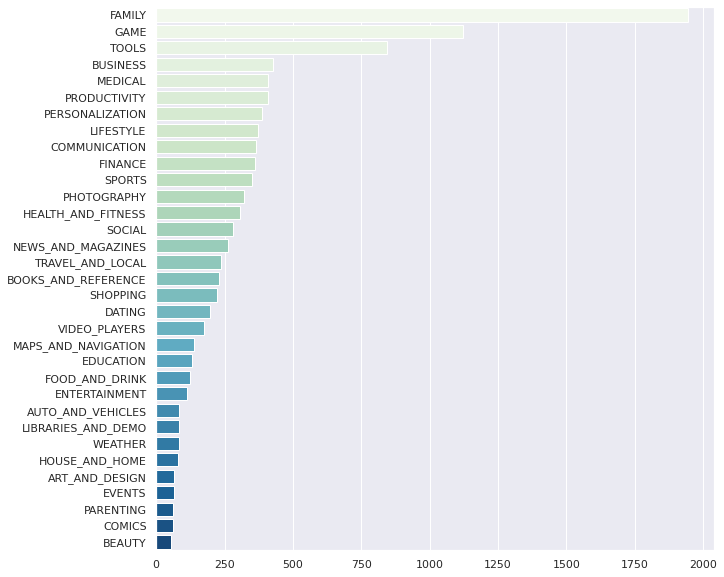 FAMILY
GAME
TOOLS
BUSINESS
MEDICAL
PRODUCTIVITY
PERSONALIZATION
LIFESTYLE
COMMUNICATION
FINANCE
SPORTS
PHOTOGRAPHY
HEALTH_AND_FITNESS
SOCIAL
NEWS_AND_MAGAZINES
TRAVEL_AND_LOCAL
BOOKS_AND_REFERENCE
SHOPPING
DATING
VIDEO_PLAYERS
MAPS_AND_NAVIGATION
EDUCATION
FOOD_AND_DRINK
ENTERTAINMENT
AUTO_AND_VEHICLES
LIBRARIES_AND_DEMO
WEATHER
HOUSE_AND_HOME
ART_AND_DESIGN
EVENTS
PARENTING
COMICS
BEAUTY
0 250 500 750 1000 1250 1500 1750 2000